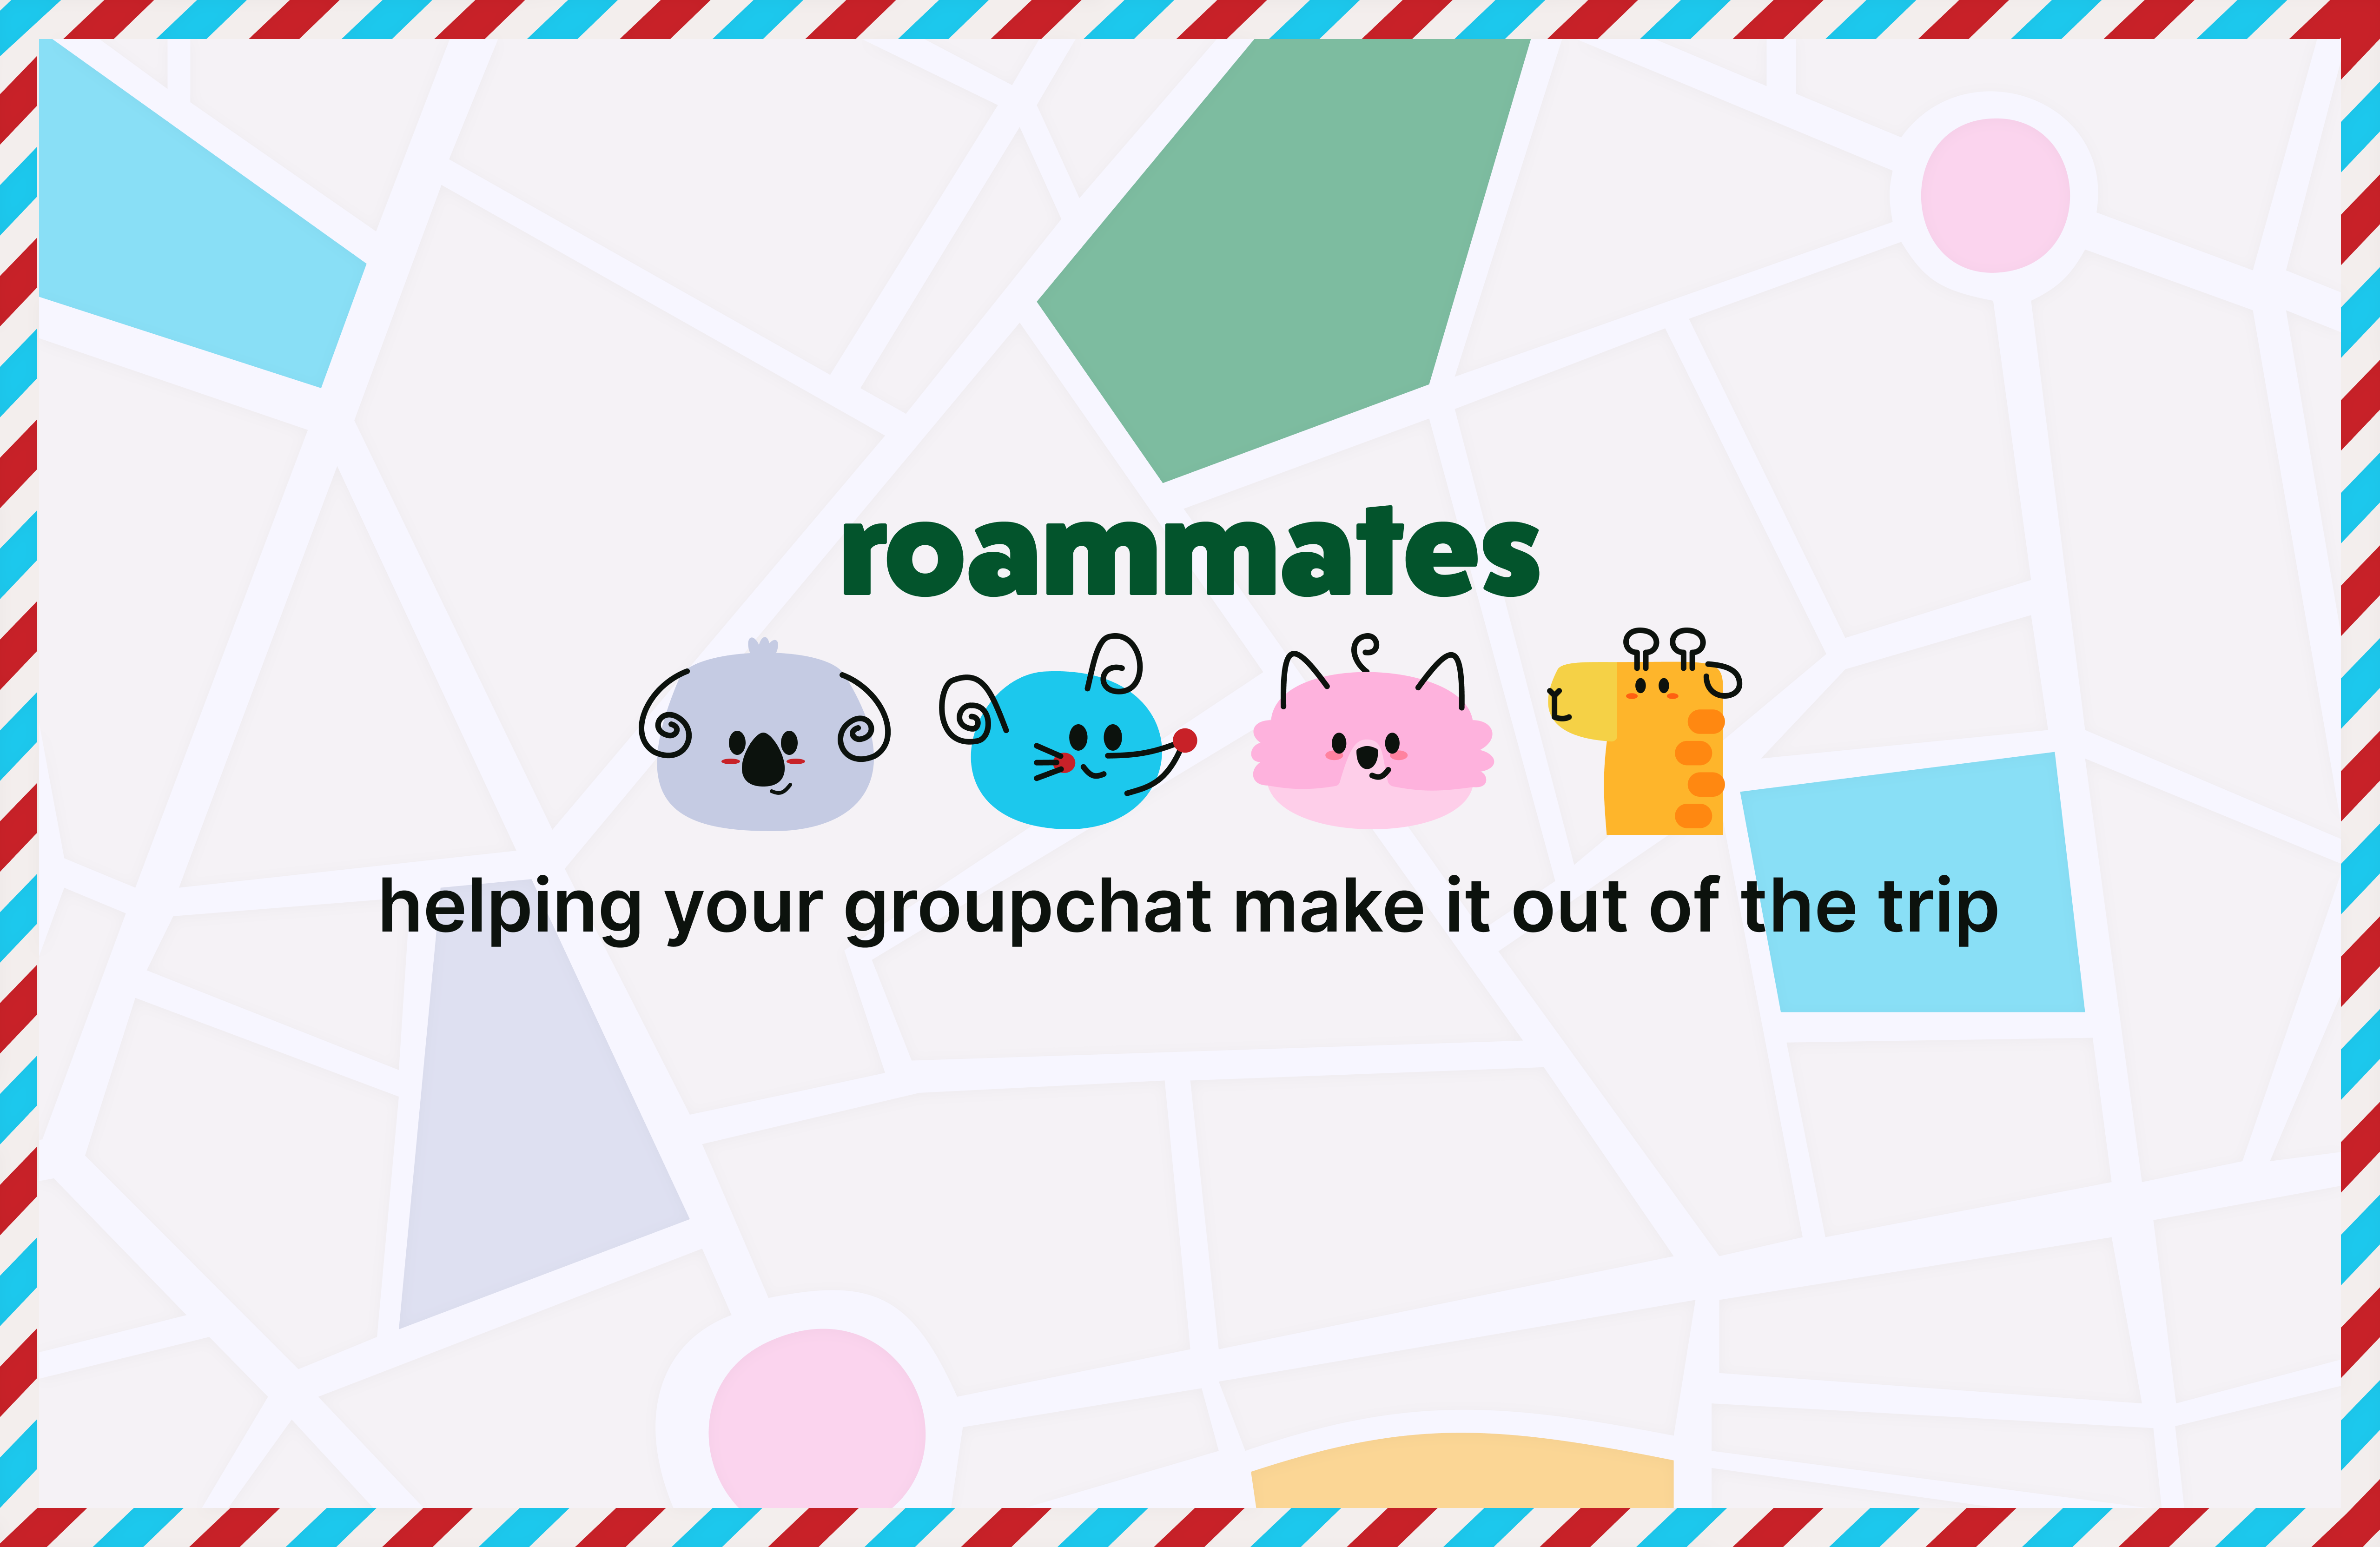 roammates
helping your groupchat make it out of the trip